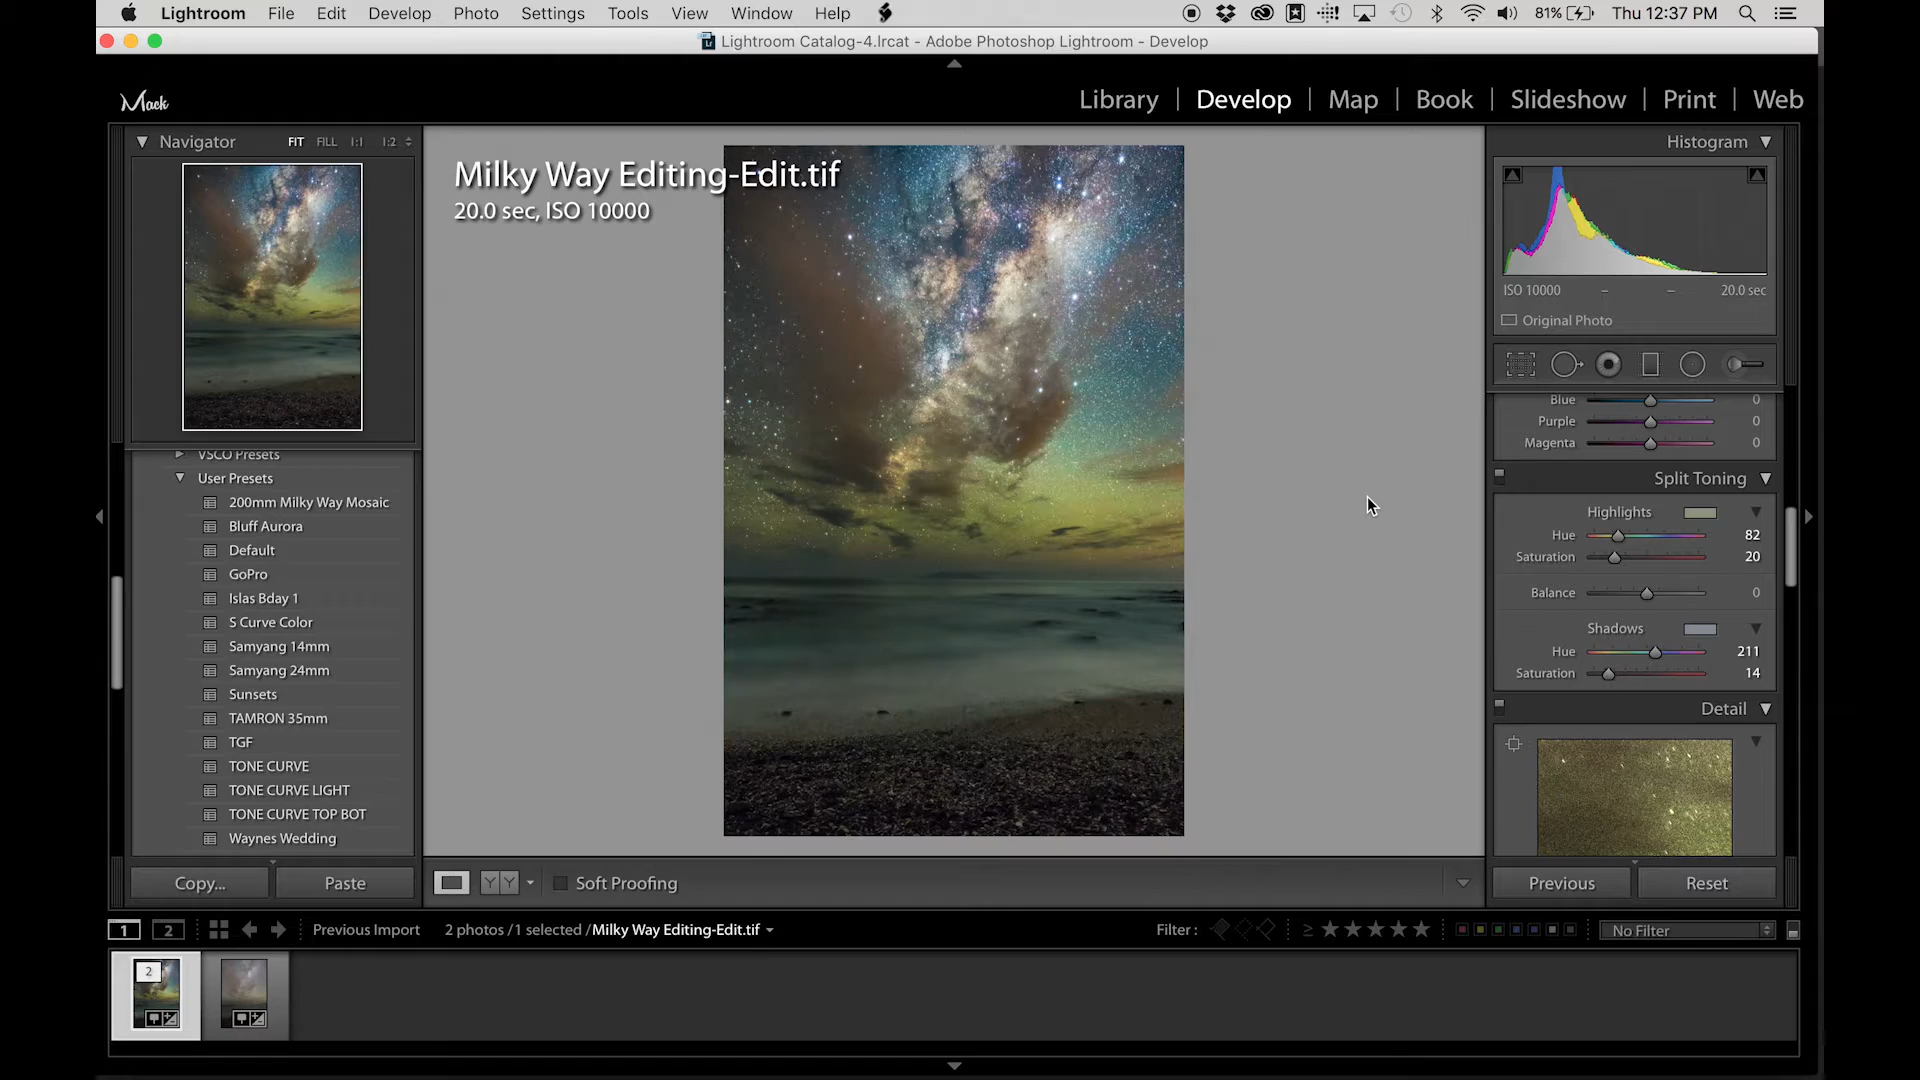 Lightroom File Edit Develop Photo Settings Tools View Window Help 81% Thu 12:37 PM
Lightroom Catalog-4.lrcat - Adobe Photoshop Lightroom - Develop
Mack
Library | Develop | Map | Book | Slideshow | Print | Web
Navigator FIT FILL 1:1 1:2
Milky Way Editing-Edit.tif
20.0 sec, ISO 10000
VSCO Presets
User Presets
200mm Milky Way Mosaic
Bluff Aurora
Default
GoPro
Islas Bday 1
S Curve Color
Samyang 14mm
Samyang 24mm
Sunsets
TAMRON 35mm
TGF
TONE CURVE
TONE CURVE LIGHT
TONE CURVE TOP BOT
Waynes Wedding
Copy... Paste
YY Soft Proofing
Histogram
ISO 10000 – – 20.0 sec
Original Photo
Blue 0
Purple 0
Magenta 0
Split Toning
Highlights
Hue 82
Saturation 20
Balance 0
Shadows
Hue 211
Saturation 14
Detail
Previous Reset
1 2 Previous Import 2 photos /1 selected /Milky Way Editing-Edit.tif Filter : ≥ ★★★★★ No Filter
2